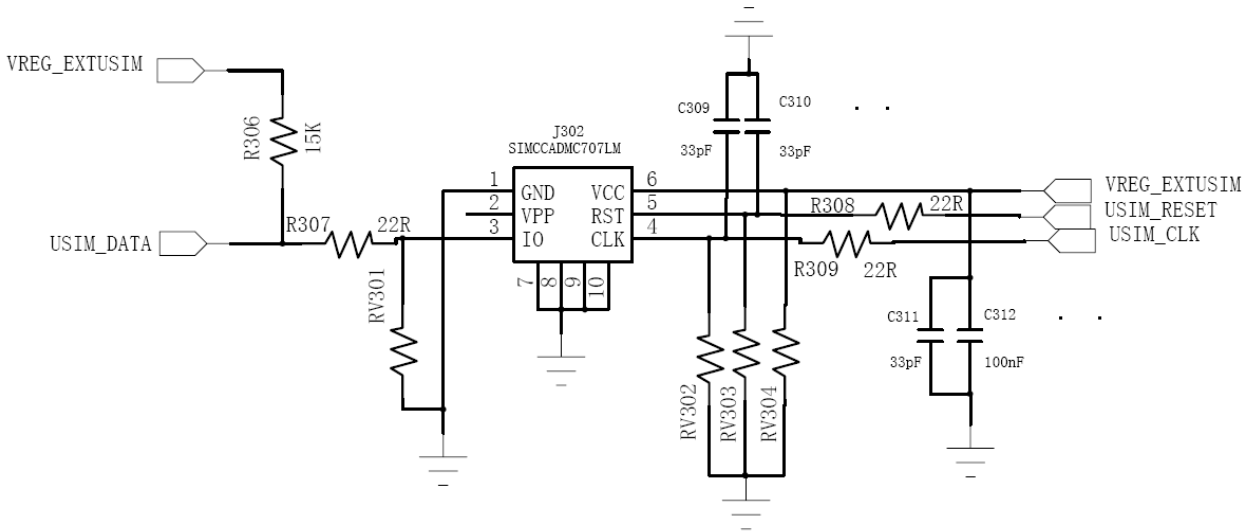 VREG_EXTUSIM
R306
15K
USIM_DATA
R307
22R
RV301
J302
SIMCCADMC707LM
1
GND
2
VPP
3
IO
VCC
6
RST
5
CLK
4
7
8
9
10
C309
33pF
C310
33pF
. .
VREG_EXTUSIM
R308
22R
USIM_RESET
R309
22R
USIM_CLK
RV302
RV303
RV304
C311
33pF
C312
100nF
. .